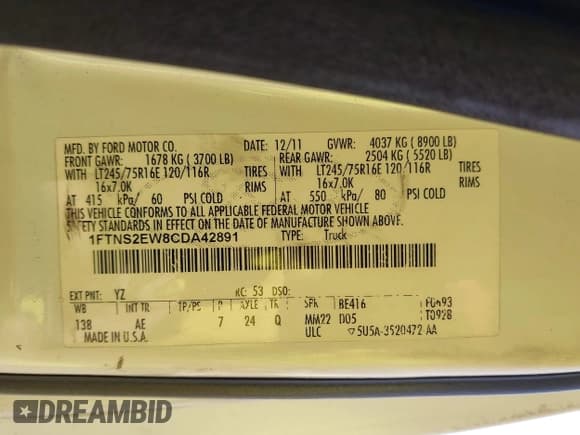 MFD. BY FORD MOTOR CO. DATE: 12/11 GVWR: 4037 KG ( 8900 LB)
FRONT GAWR: 1678 KG ( 3700 LB) REAR GAWR: 2504 KG ( 5520 LB)
WITH LT245/75R16E 120/116R TIRES WITH LT245/75R16E 120/116R TIRES
16x7.0K RIMS 16x7.0K RIMS
AT 415 kPa/ 60 PSI COLD AT 550 kPa/ 80 PSI COLD
THIS VEHICLE CONFORMS TO ALL APPLICABLE FEDERAL MOTOR VEHICLE
SAFETY STANDARDS IN EFFECT ON THE DATE OF MANUFACTURE SHOWN ABOVE.
1FTNS2EW8CDA42891 TYPE: Truck
EXT PNT: YZ RC: 53 DSO:
WB INT TR TP/PS R AXLE TR SPR BE416
138 AE 7 24 Q MM22 D05 T0928
MADE IN U.S.A. ULC 5U5A-3520472 AA
DREAMBID